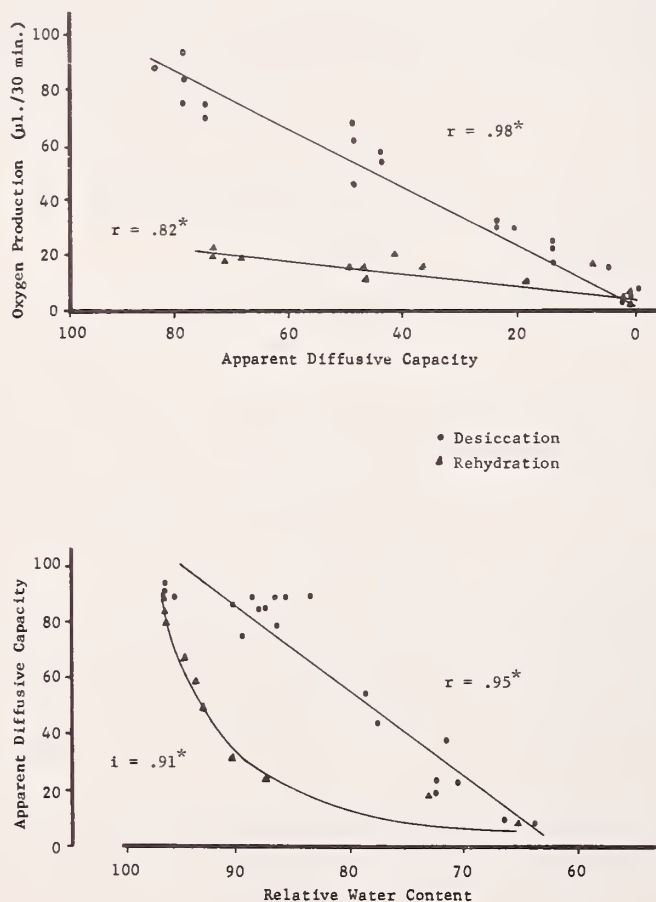 100
80
60
40
20
0
Oxygen Production (µl./30 min.)
r = .98*
r = .82*
100 80 60 40 20 0
Apparent Diffusive Capacity
• Desiccation
▲ Rehydration
100
80
60
40
20
0
Apparent Diffusive Capacity
r = .95*
i = .91*
100 90 80 70 60
Relative Water Content